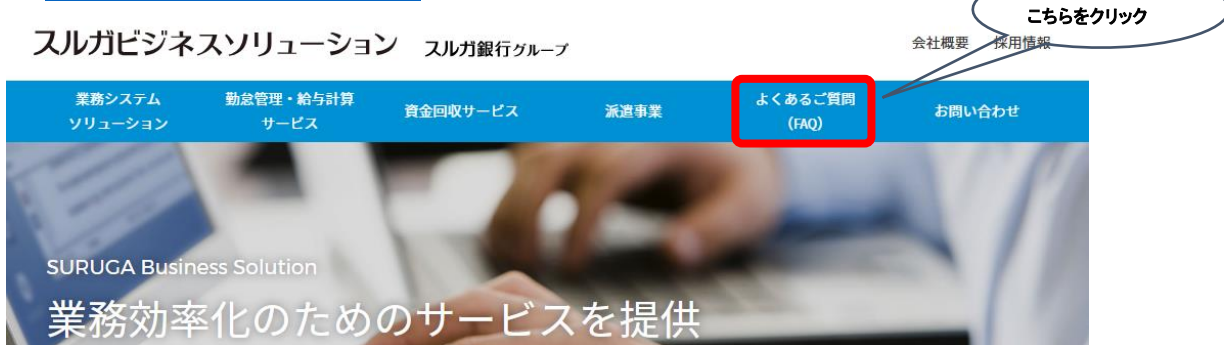 こちらをクリック
スルガビジネスソリューション スルガ銀行グループ
会社概要 採用情報
業務システム
ソリューション
勤怠管理・給与計算
サービス
資金回収サービス
派遣事業
よくあるご質問
(FAQ)
お問い合わせ
SURUGA Business Solution
業務効率化のためのサービスを提供